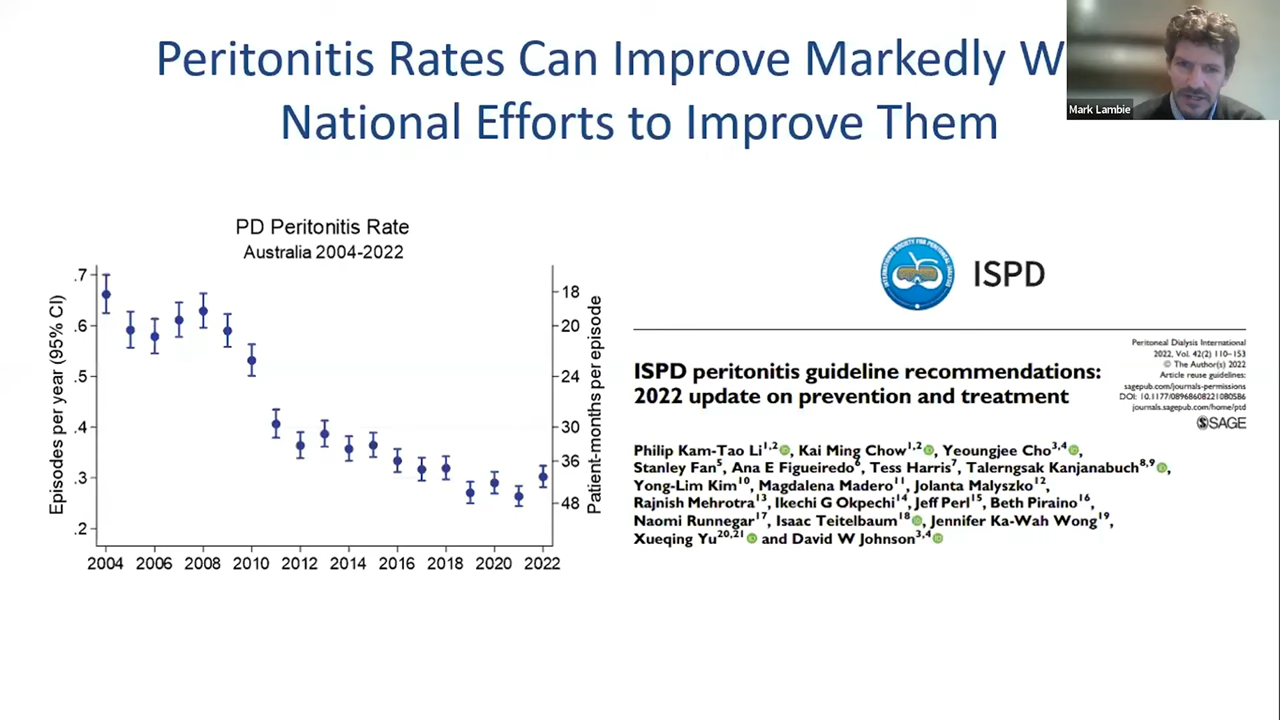 Peritonitis Rates Can Improve Markedly W
National Efforts to Improve Them
Mark Lambie
PD Peritonitis Rate
Australia 2004-2022
Episodes per year (95% CI)
.7
.6
.5
.4
.3
.2
2004 2006 2008 2010 2012 2014 2016 2018 2020 2022
18
20
24
30
36
48
Patient-months per episode
INTERNATIONAL SOCIETY FOR PERITONEAL DIALYSIS
ISPD
Peritoneal Dialysis International
2022, Vol. 42(2) 110–153
© The Author(s) 2022
Article reuse guidelines:
sagepub.com/journals-permissions
DOI: 10.1177/08968608221080586
journals.sagepub.com/home/ptd
SAGE
ISPD peritonitis guideline recommendations:
2022 update on prevention and treatment
Philip Kam-Tao Li1,2, Kai Ming Chow1,2, Yeoungjee Cho3,4,
Stanley Fan5, Ana E Figueiredo6, Tess Harris7, Talerngsak Kanjanabuch8,9,
Yong-Lim Kim10, Magdalena Madero11, Jolanta Malyszko12,
Rajnish Mehrotra13, Ikechi G Okpechi14, Jeff Perl15, Beth Piraino16,
Naomi Runnegar17, Isaac Teitelbaum18, Jennifer Ka-Wah Wong19,
Xueqing Yu20,21 and David W Johnson3,4